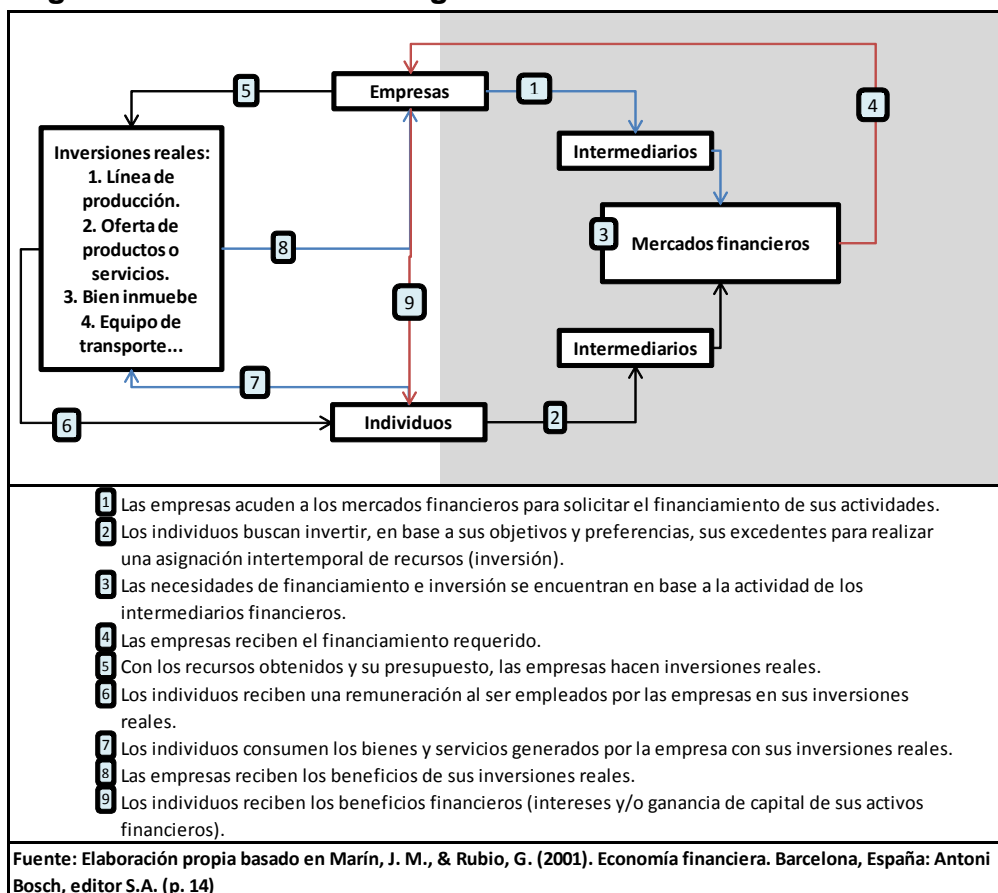 5
Empresas
1
4
Inversiones reales:
1. Línea de
producción.
2. Oferta de
productos o
servicios.
3. Bien inmuebe
4. Equipo de
transporte...
Intermediarios
3
Mercados financieros
8
9
Intermediarios
7
6
Individuos
2
1 Las empresas acuden a los mercados financieros para solicitar el financiamiento de sus actividades.
2 Los individuos buscan invertir, en base a sus objetivos y preferencias, sus excedentes para realizar
una asignación intertemporal de recursos (inversión).
3 Las necesidades de financiamiento e inversión se encuentran en base a la actividad de los
intermediarios financieros.
4 Las empresas reciben el financiamiento requerido.
5 Con los recursos obtenidos y su presupuesto, las empresas hacen inversiones reales.
6 Los individuos reciben una remuneración al ser empleados por las empresas en sus inversiones
reales.
7 Los individuos consumen los bienes y servicios generados por la empresa con sus inversiones reales.
8 Las empresas reciben los beneficios de sus inversiones reales.
9 Los individuos reciben los beneficios financieros (intereses y/o ganancia de capital de sus activos
financieros).
Fuente: Elaboración propia basado en Marín, J. M., & Rubio, G. (2001). Economía financiera. Barcelona, España: Antoni
Bosch, editor S.A. (p. 14)